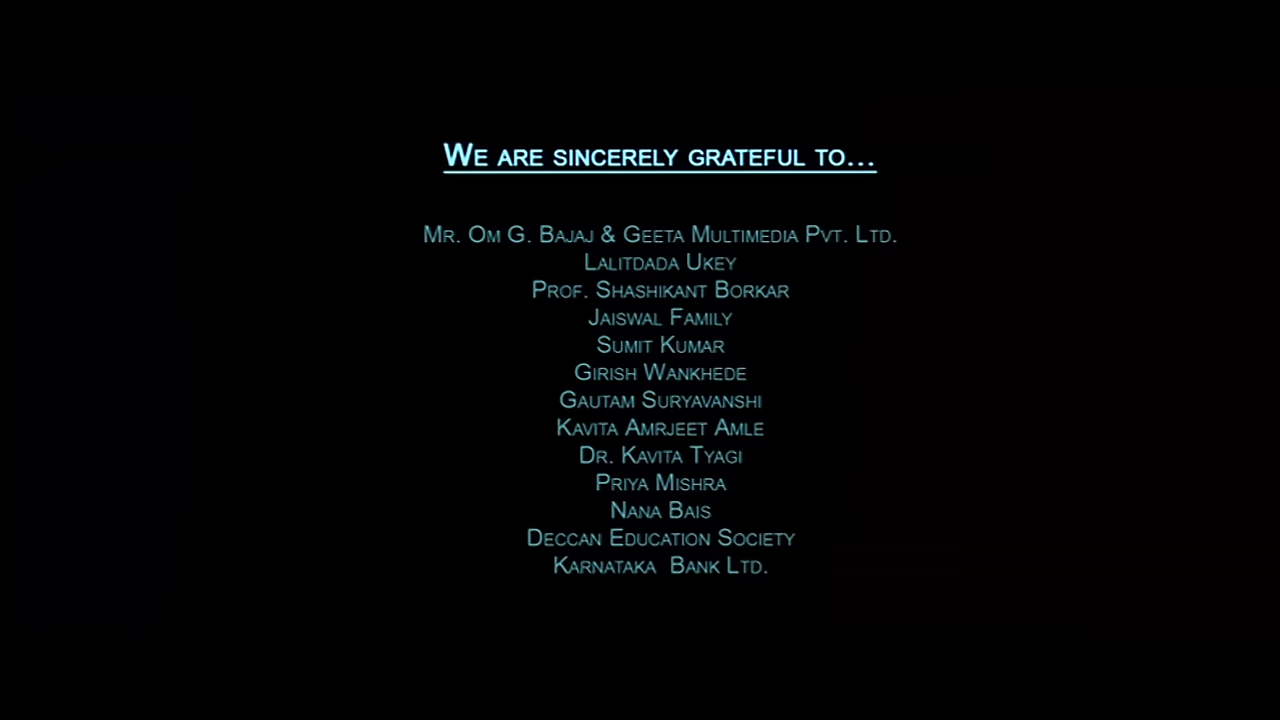 We are sincerely grateful to...
Mr. Om G. Bajaj & Geeta Multimedia Pvt. Ltd.
Lalitdada Ukey
Prof. Shashikant Borkar
Jaiswal Family
Sumit Kumar
Girish Wankhede
Gautam Suryavanshi
Kavita Amrjeet Amle
Dr. Kavita Tyagi
Priya Mishra
Nana Bais
Deccan Education Society
Karnataka Bank Ltd.